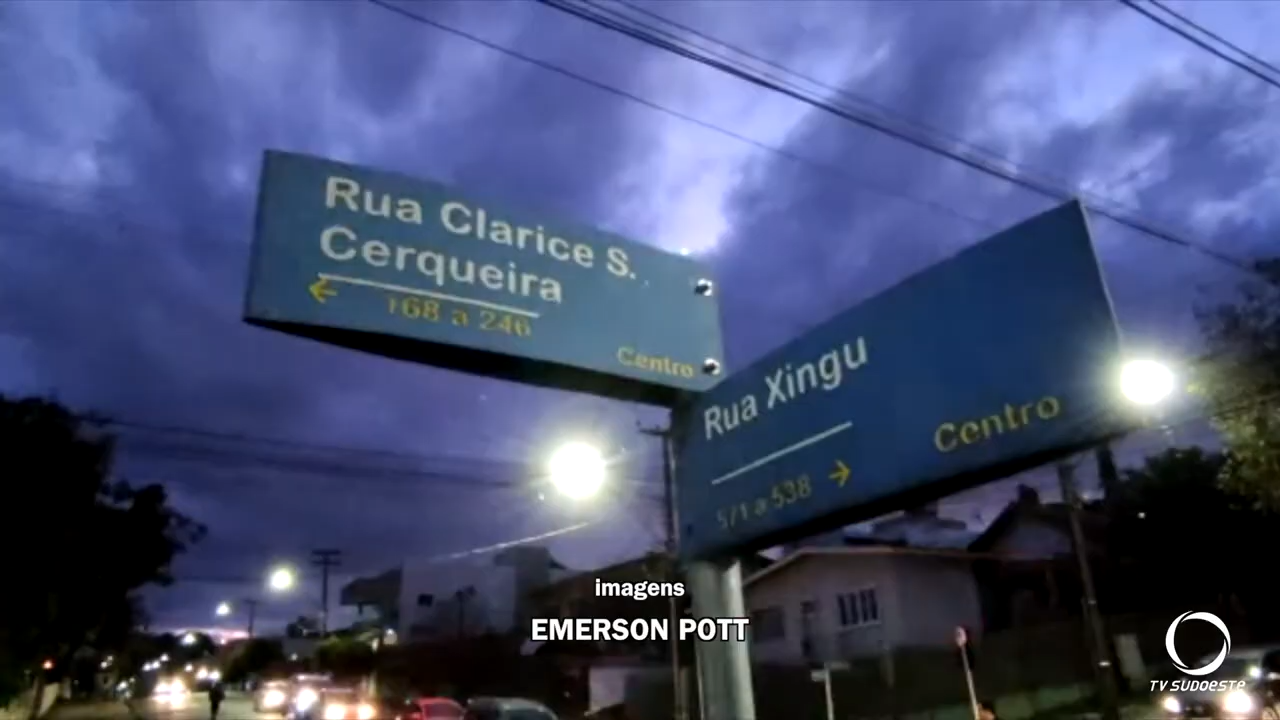 Rua Clarice S.
Cerqueira
← 168 a 246
Centro
Rua Xingu
571 a 538 →
Centro
imagens
EMERSON POTT
TV SUDOESTE